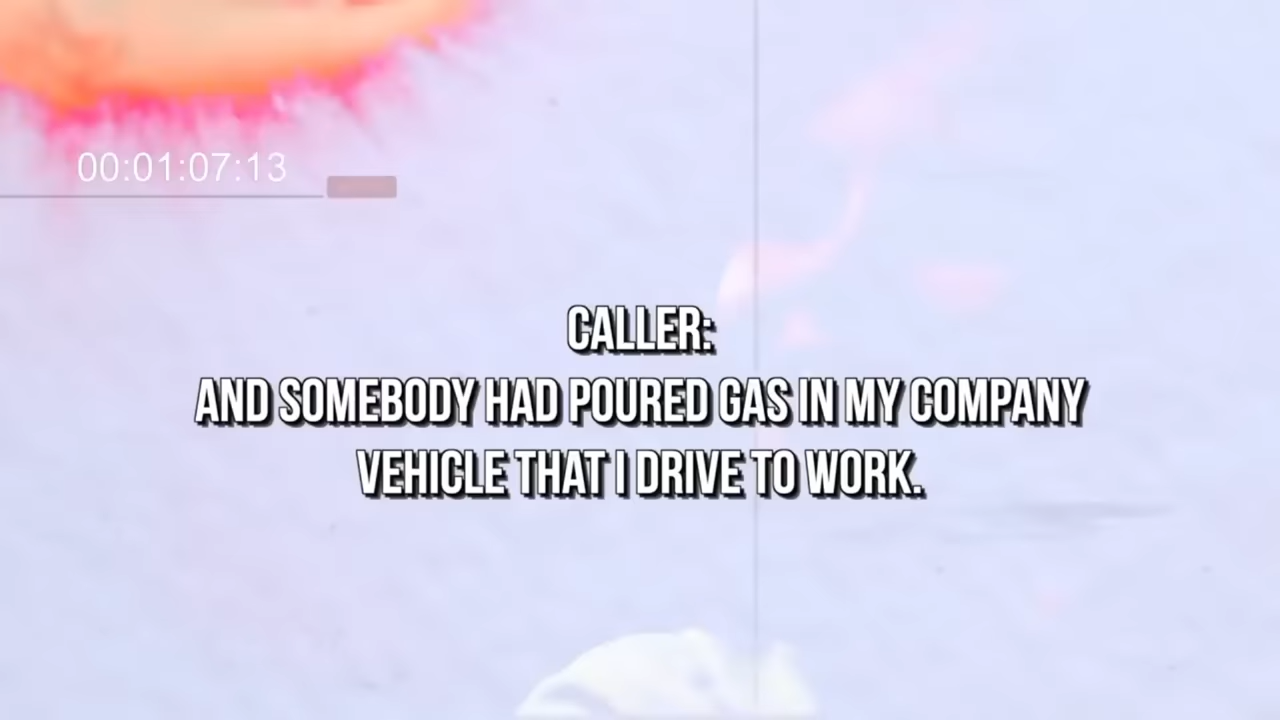 00:01:07:13
CALLER:
AND SOMEBODY HAD POURED GAS IN MY COMPANY
VEHICLE THAT I DRIVE TO WORK.